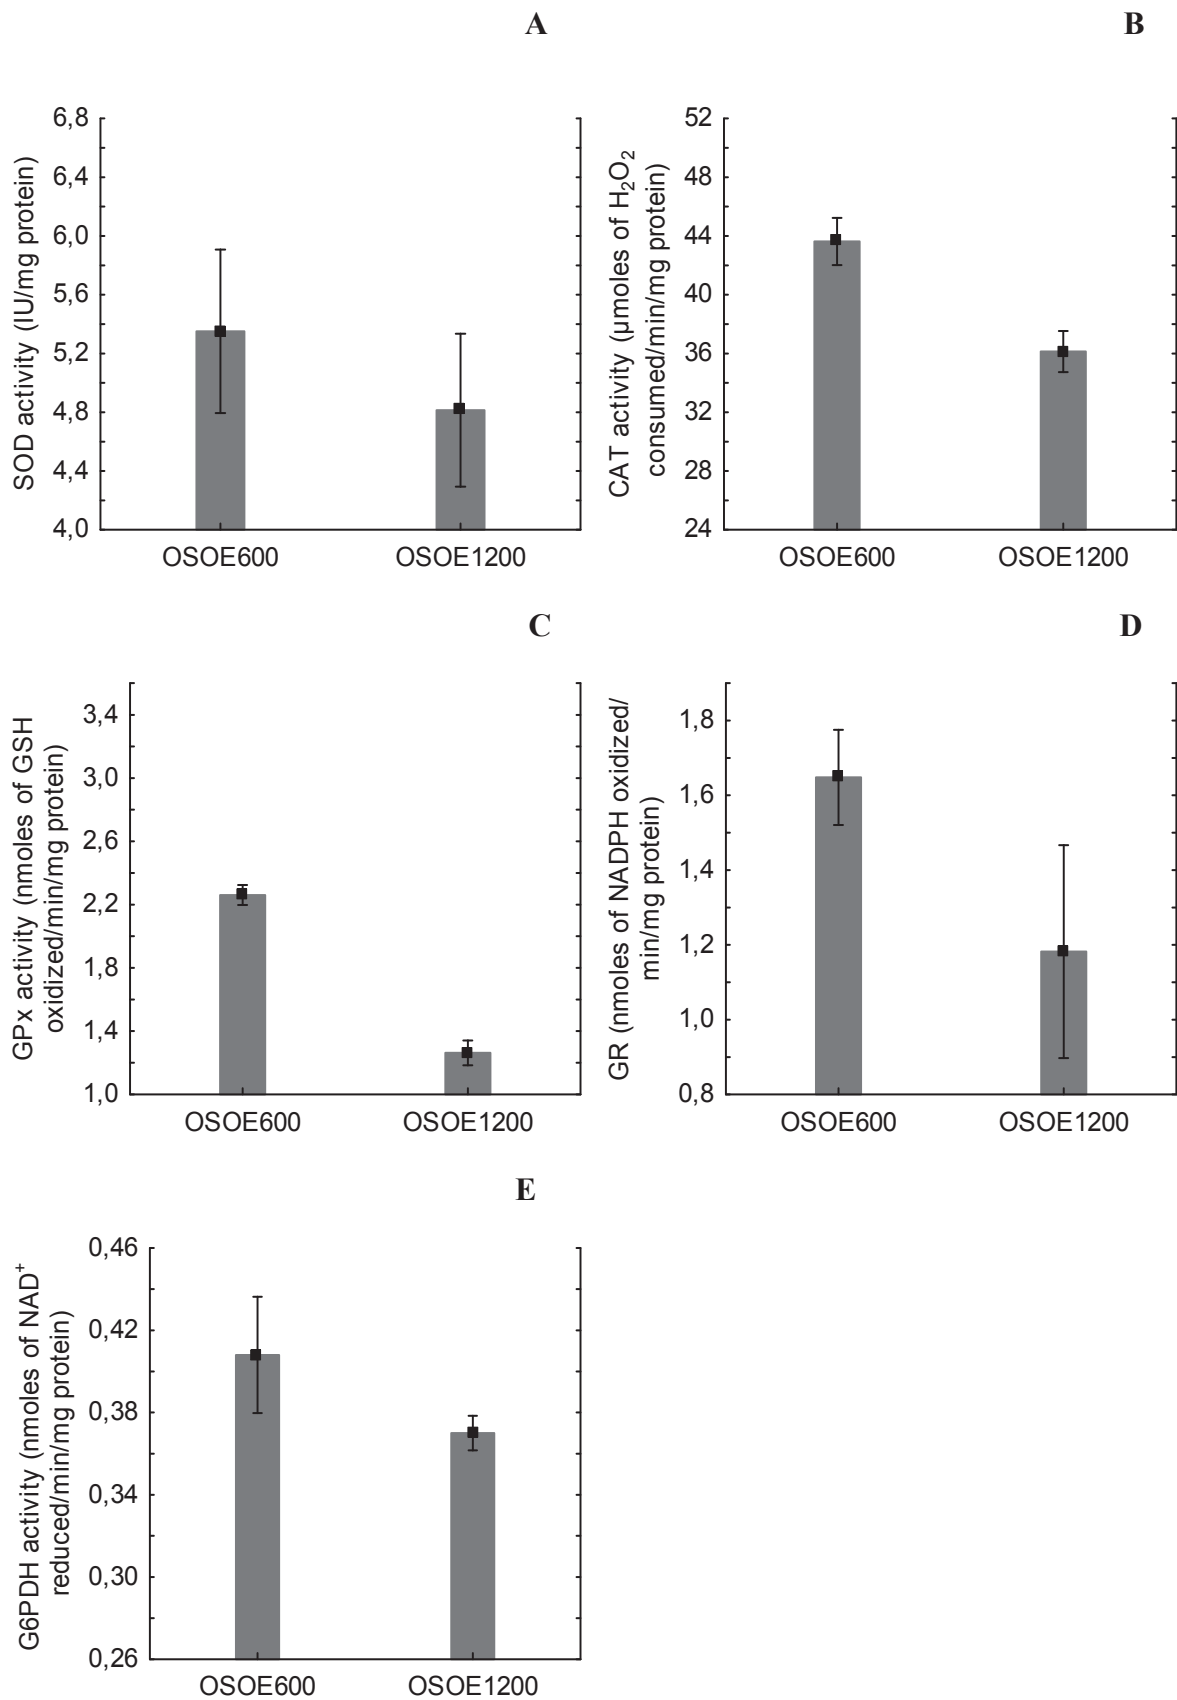 A
SOD activity (IU/mg protein)
6,8
6,4
6,0
5,6
5,2
4,8
4,4
4,0
OSOE600 OSOE1200
B
CAT activity (µmoles of H₂O₂
consumed/min/mg protein)
52
48
44
40
36
32
28
24
OSOE600 OSOE1200
C
GPx activity (nmoles of GSH
oxidized/min/mg protein)
3,4
3,0
2,6
2,2
1,8
1,4
1,0
OSOE600 OSOE1200
D
GR (nmoles of NADPH oxidized/
min/mg protein)
1,8
1,6
1,4
1,2
1,0
0,8
OSOE600 OSOE1200
E
G6PDH activity (nmoles of NAD⁺
reduced/min/mg protein)
0,46
0,42
0,38
0,34
0,30
0,26
OSOE600 OSOE1200